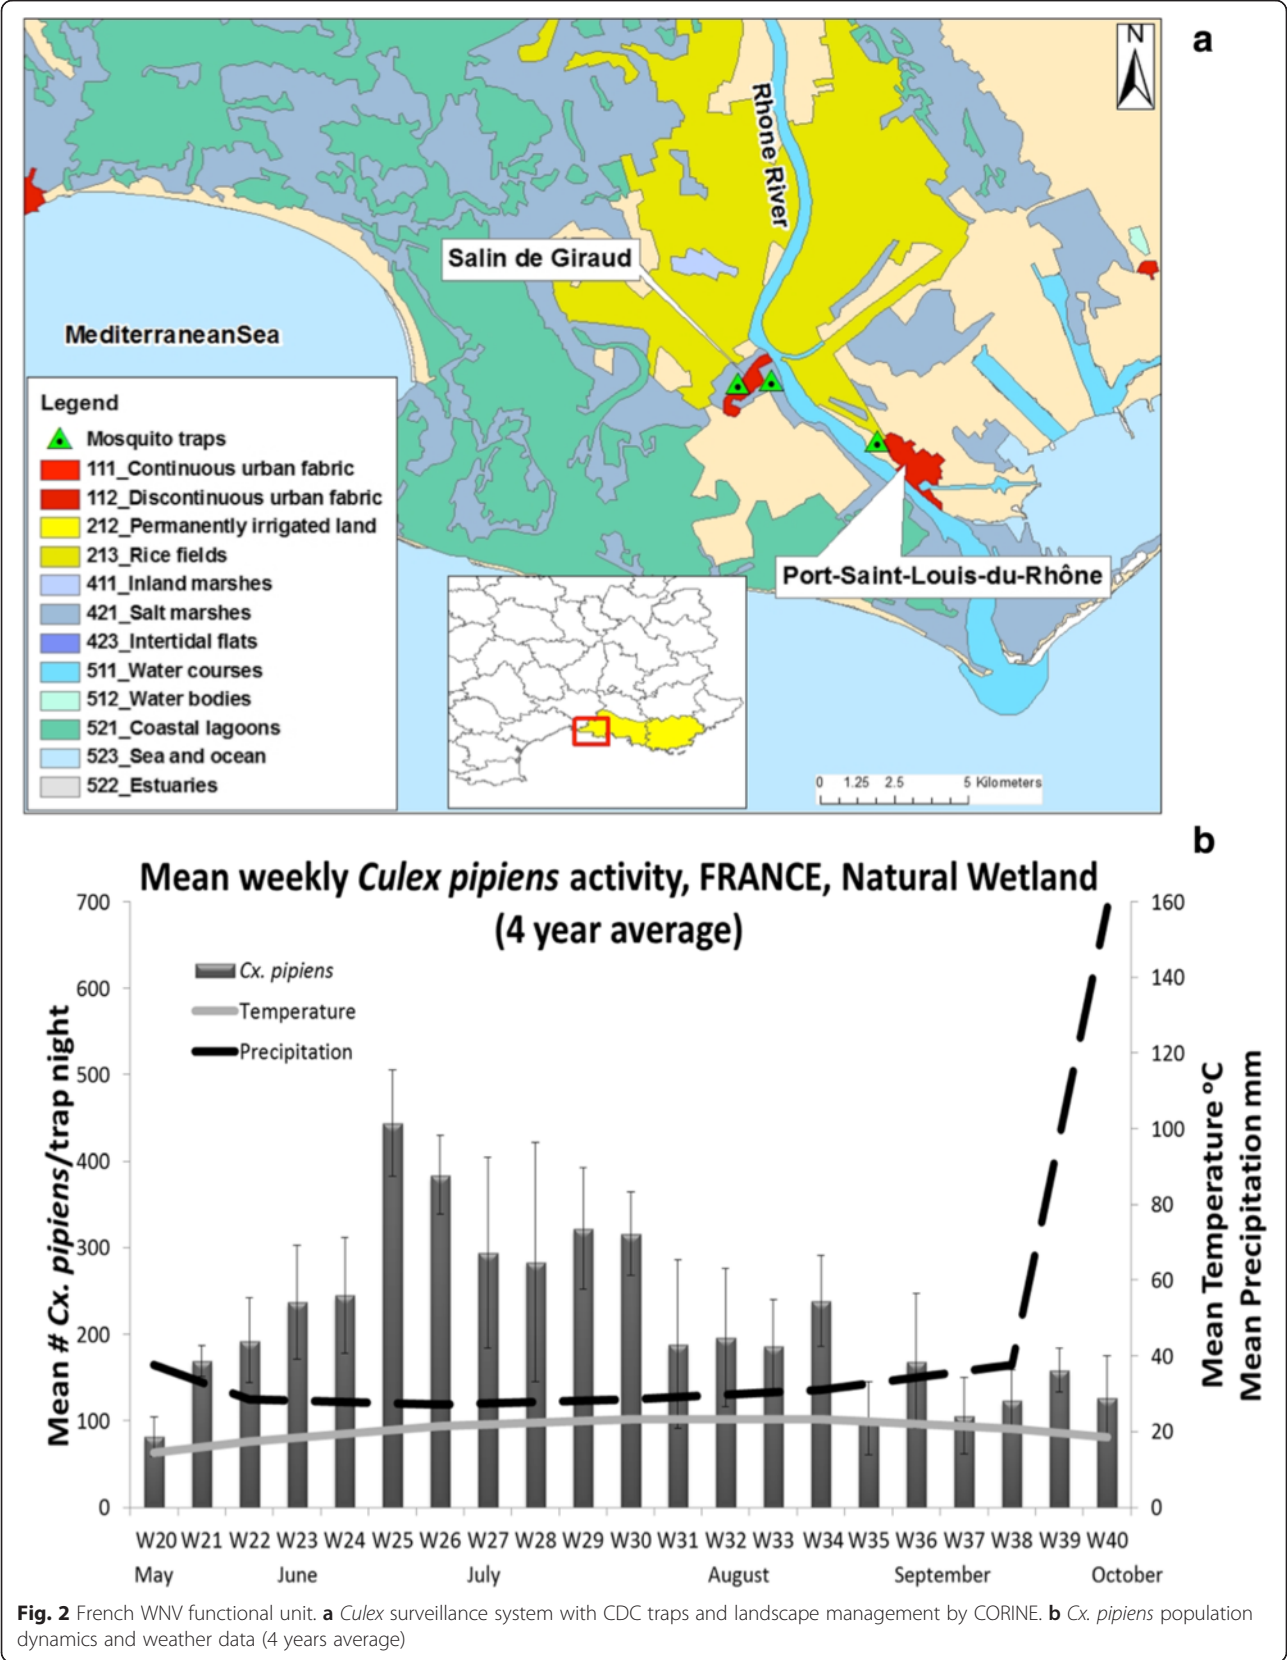 a
N
Rhone River
Salin de Giraud
MediterraneanSea
Legend
Mosquito traps
111_Continuous urban fabric
112_Discontinuous urban fabric
212_Permanently irrigated land
213_Rice fields
411_Inland marshes
421_Salt marshes
423_Intertidal flats
511_Water courses
512_Water bodies
521_Coastal lagoons
523_Sea and ocean
522_Estuaries
Port-Saint-Louis-du-Rhône
0 1.25 2.5 5 Kilometers
b
Mean weekly Culex pipiens activity, FRANCE, Natural Wetland
(4 year average)
Cx. pipiens
Temperature
Precipitation
Mean # Cx. pipiens/trap night
700
600
500
400
300
200
100
0
160
140
120
100
80
60
40
20
0
Mean Temperature ºC
Mean Precipitation mm
W20 W21 W22 W23 W24 W25 W26 W27 W28 W29 W30 W31 W32 W33 W34 W35 W36 W37 W38 W39 W40
May June July August September October
Fig. 2 French WNV functional unit. a Culex surveillance system with CDC traps and landscape management by CORINE. b Cx. pipiens population
dynamics and weather data (4 years average)